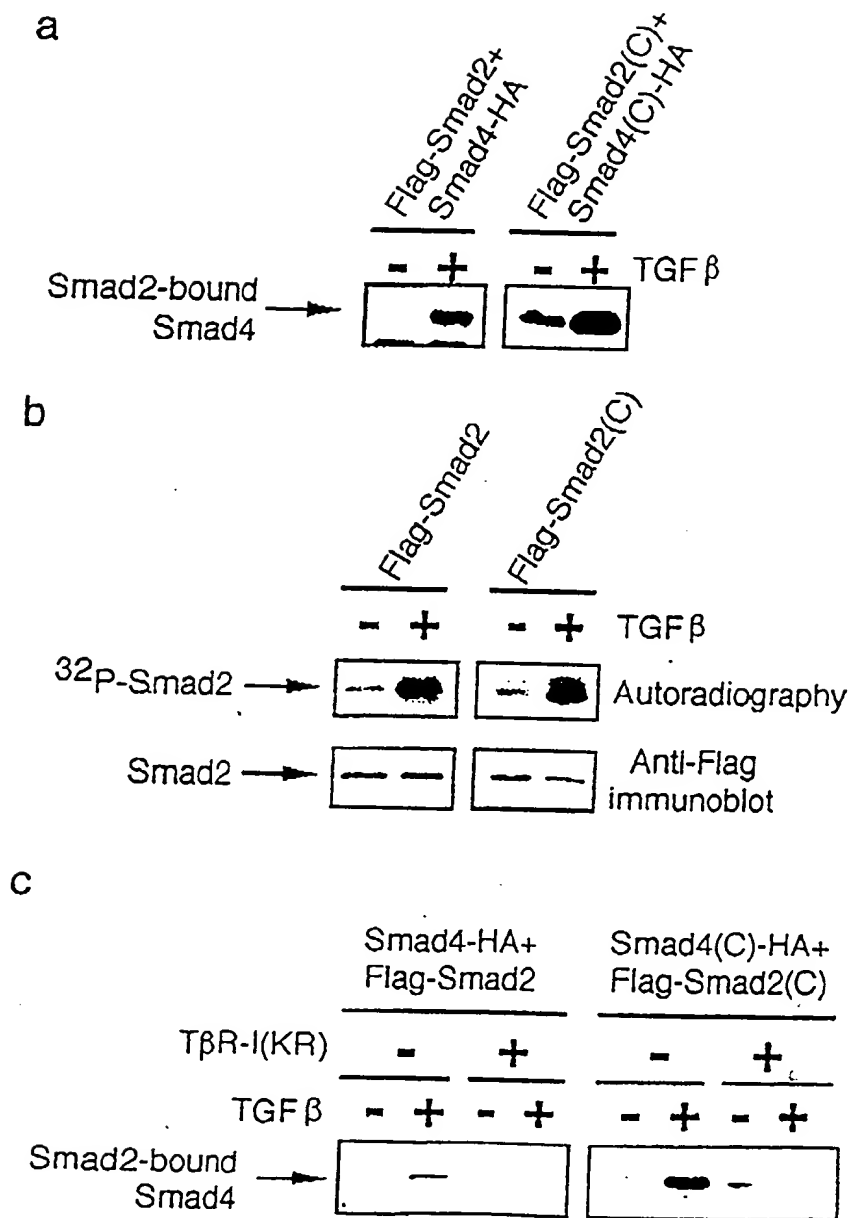 a
Flag-Smad2+
Smad4-HA
Flag-Smad2(C)+
Smad4(C)-HA
- + - + TGFβ
Smad2-bound
Smad4
b
Flag-Smad2
Flag-Smad2(C)
- + - + TGFβ
32P-Smad2
Autoradiography
Smad2
Anti-Flag
immunoblot
c
Smad4-HA+
Flag-Smad2
Smad4(C)-HA+
Flag-Smad2(C)
TβR-I(KR) - + - +
TGFβ - + - + - + - +
Smad2-bound
Smad4